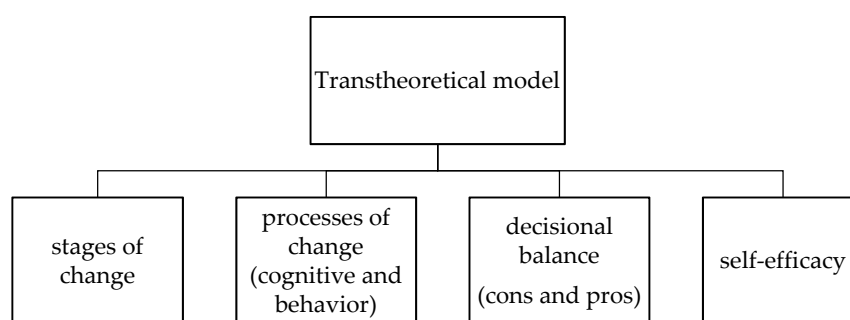 Transtheoretical model
stages of
change
processes of
change
(cognitive and
behavior)
decisional
balance
(cons and pros)
self-efficacy